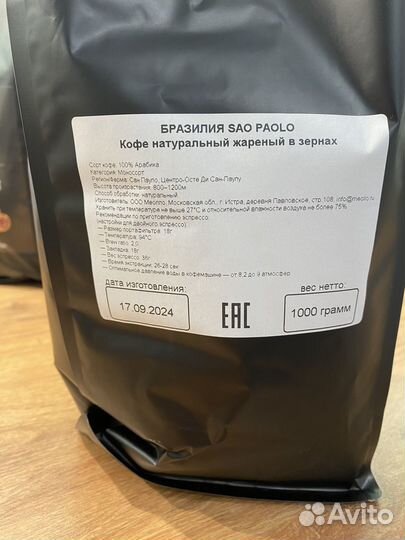 БРАЗИЛИЯ SAO PAOLO
Кофе натуральный жареный в зернах
Сорт кофе: 100% Арабика
Категория: Моносорт
Регион/Ферма: Сан Пауло, Центро-Осте Ди Сан-Паулу
Высота произрастания: 800–1200м
Способ обработки: натуральный
Изготовитель: ООО Меолло, Московская обл., г. Истра, деревня Павловское, стр.108, info@meollo.ru
Хранить при температуре не выше 27°С и относительной влажности воздуха не более 75%
Рекомендации по приготовлению эспрессо:
(настройки для двойного эспрессо)
— Размер портафильтра: 18г
— Температура: 94°С
— Brew ratio: 2,0
— Закладка: 18г
— Вес эспрессо: 36г
— Время экстракции: 26-28 сек
— Оптимальное давление воды в кофемашине — от 8,2 до 9 атмосфер
дата изготовления:
вес нетто:
17.09.2024
ЕАС
1000 грамм
Avito